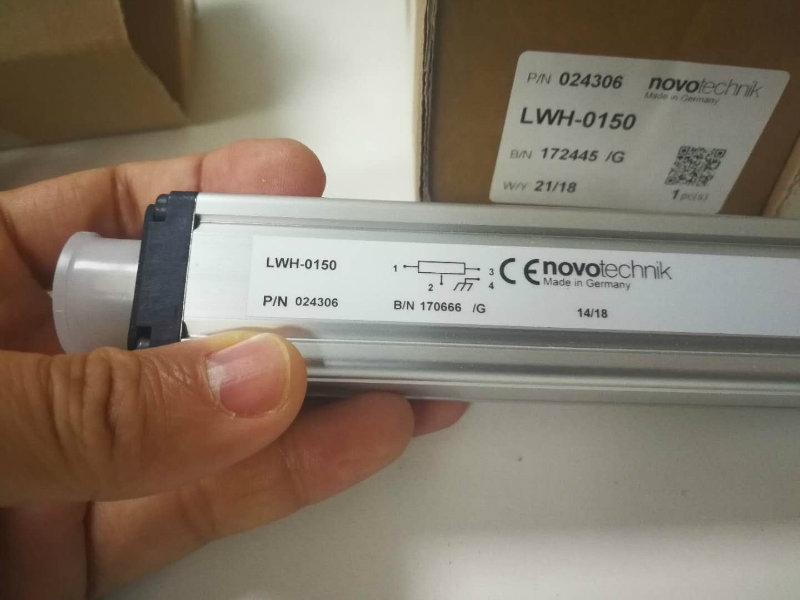 P/N 024306 novotechnik
Made in Germany
LWH-0150
B/N 172445 /G
W/Y 21/18
1 pc(s)
LWH-0150
1 3
2 4
CE novotechnik
Made in Germany
P/N 024306 B/N 170666 /G
14/18